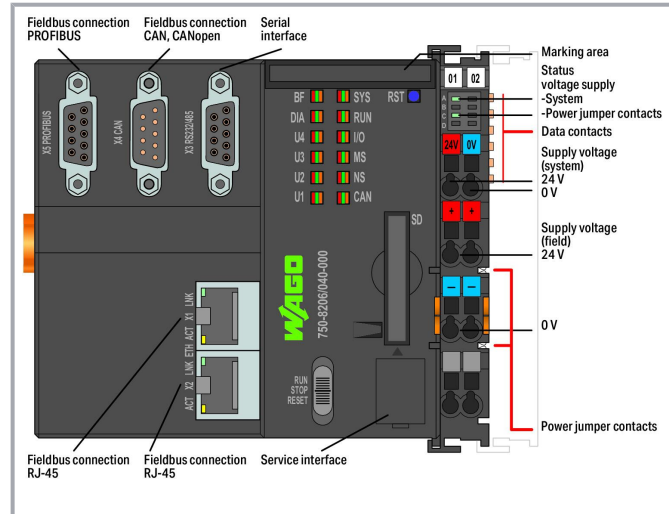 Fieldbus connection
PROFIBUS
Fieldbus connection
CAN, CANopen
Serial
interface
Marking area
Status
voltage supply
-System
-Power jumper contacts
Data contacts
Supply voltage
(system)
24 V
0 V
Supply voltage
(field)
24 V
0 V
Power jumper contacts
X5 PROFIBUS
X4 CAN
X3 RS232/485
BF SYS RST
DIA RUN
U4 I/O
U3 MS
U2 NS
U1 CAN
01 02
A
B
C
D
24V 0V
+ +
— —
SD
WAGO
750-8206/040-000
RUN
STOP
RESET
LNK
X1
ACT
ETH
LNK
X2
ACT
Fieldbus connection
RJ-45
Fieldbus connection
RJ-45
Service interface